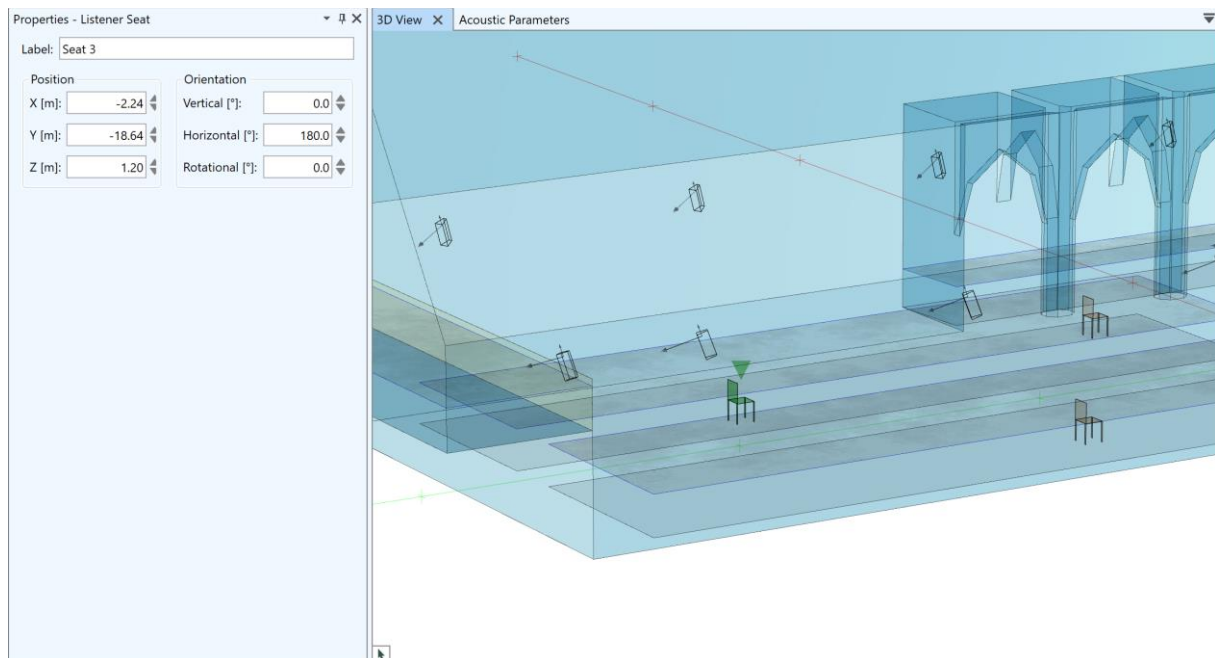 Properties - Listener Seat
3D View
Acoustic Parameters
Label: Seat 3
Position
Orientation
X [m]: -2.24
Vertical [°]: 0.0
Y [m]: -18.64
Horizontal [°]: 180.0
Z [m]: 1.20
Rotational [°]: 0.0